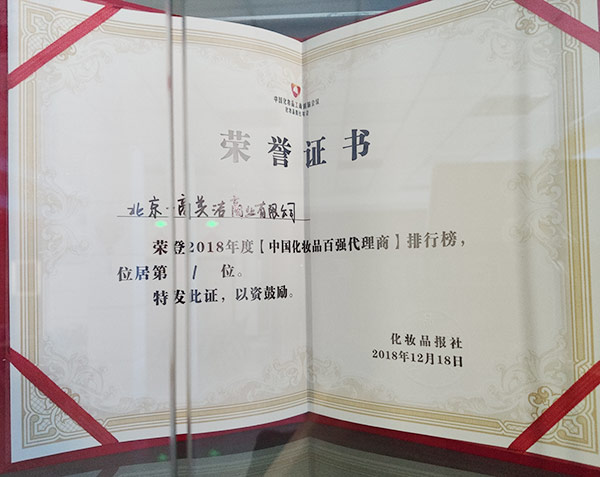 荣誉证书
北京 商英浩商业有限公司
荣登2018年度【中国化妆品百强代理商】排行榜，
位居第 1 位。
特发此证，以资鼓励。
化妆品报社
2018年12月18日